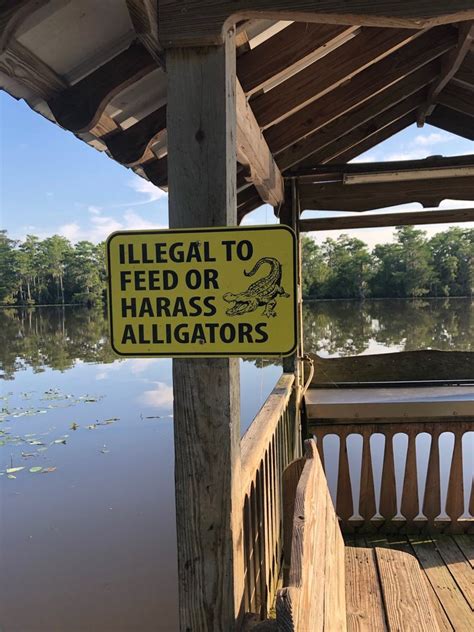 ILLEGAL TO
FEED OR
HARASS
ALLIGATORS